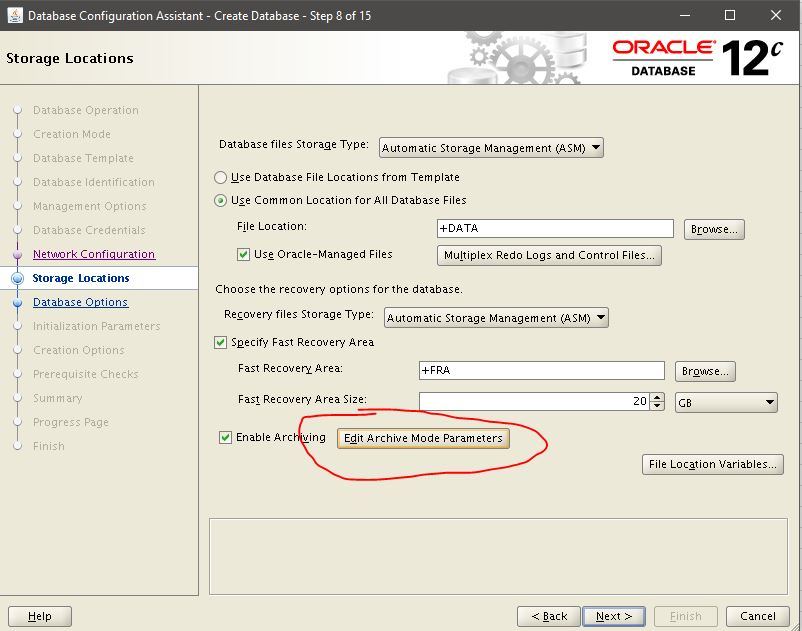 Database Configuration Assistant - Create Database - Step 8 of 15
Storage Locations
ORACLE®
DATABASE
12c
Database Operation
Creation Mode
Database Template
Database Identification
Management Options
Database Credentials
Network Configuration
Storage Locations
Database Options
Initialization Parameters
Creation Options
Prerequisite Checks
Summary
Progress Page
Finish
Database files Storage Type: Automatic Storage Management (ASM)
Use Database File Locations from Template
Use Common Location for All Database Files
File Location: +DATA Browse...
Use Oracle-Managed Files Multiplex Redo Logs and Control Files...
Choose the recovery options for the database.
Recovery files Storage Type: Automatic Storage Management (ASM)
Specify Fast Recovery Area
Fast Recovery Area: +FRA Browse...
Fast Recovery Area Size: 20 GB
Enable Archiving Edit Archive Mode Parameters
File Location Variables...
Help < Back Next > Finish Cancel